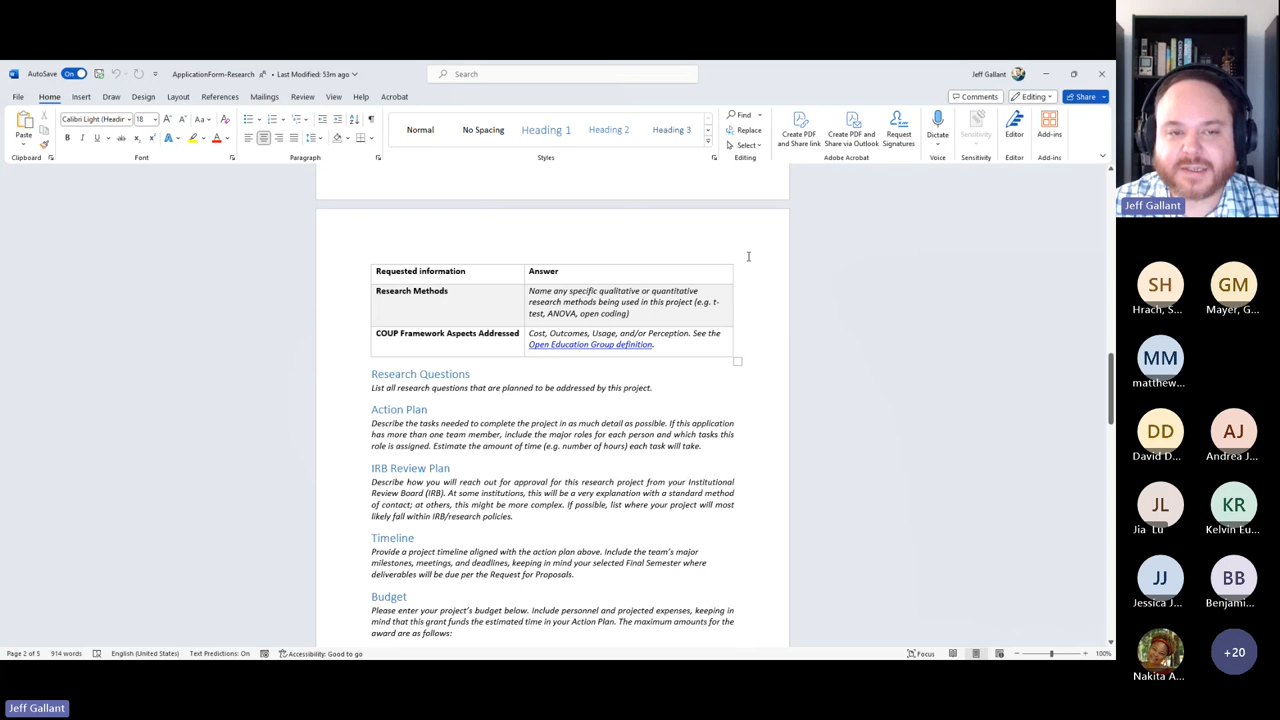 AutoSave
On
ApplicationForm-Research
• Last Modified: 53m ago
Search
Jeff Gallant
File
Home
Insert
Draw
Design
Layout
References
Mailings
Review
View
Help
Acrobat
Comments
Editing
Share
Paste
Calibri Light (Headir
18
Normal
No Spacing
Heading 1
Heading 2
Heading 3
Find
Replace
Select
Create PDF
and Share link
Create PDF and
Share via Outlook
Request
Signatures
Dictate
Sensitivity
Editor
Add-ins
Clipboard
Font
Paragraph
Styles
Editing
Adobe Acrobat
Voice
Sensitivity
Editor
Add-ins
Requested information
Answer
Research Methods
Name any specific qualitative or quantitative
research methods being used in this project (e.g. t-
test, ANOVA, open coding)
COUP Framework Aspects Addressed
Cost, Outcomes, Usage, and/or Perception. See the
Open Education Group definition.
Research Questions
List all research questions that are planned to be addressed by this project.
Action Plan
Describe the tasks needed to complete the project in as much detail as possible. If this application
has more than one team member, include the major roles for each person and which tasks this
role is assigned. Estimate the amount of time (e.g. number of hours) each task will take.
IRB Review Plan
Describe how you will reach out for approval for this research project from your Institutional
Review Board (IRB). At some institutions, this will be a very explanation with a standard method
of contact; at others, this might be more complex. If possible, list where your project will most
likely fall within IRB/research policies.
Timeline
Provide a project timeline aligned with the action plan above. Include the team's major
milestones, meetings, and deadlines, keeping in mind your selected Final Semester where
deliverables will be due per the Request for Proposals.
Budget
Please enter your project's budget below. Include personnel and projected expenses, keeping in
mind that this grant funds the estimated time in your Action Plan. The maximum amounts for the
award are as follows:
Page 2 of 5
914 words
English (United States)
Text Predictions: On
Accessibility: Good to go
Focus
100%
Jeff Gallant
SH
Hrach, S...
GM
Mayer, G...
MM
matthew...
DD
David D...
AJ
Andrea J...
JL
Jia Lu
KR
Kelvin Eu...
JJ
Jessica J...
BB
Benjami...
Nakita A...
+20
Jeff Gallant